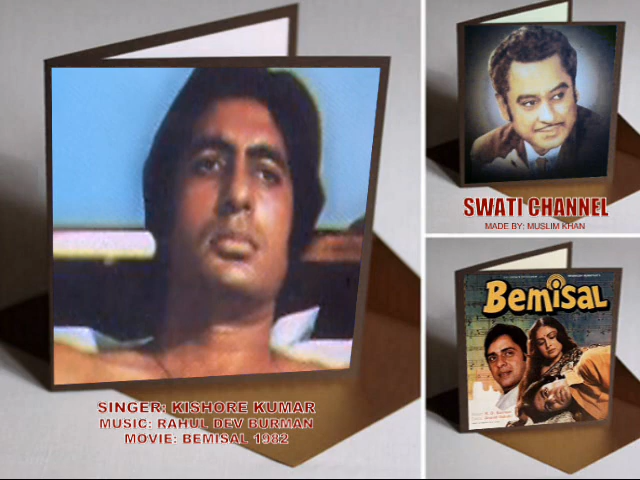 SINGER: KISHORE KUMAR
MUSIC: RAHUL DEV BURMAN
MOVIE: BEMISAL 1982
SWATI CHANNEL
MADE BY: MUSLIM KHAN
BEMISAL